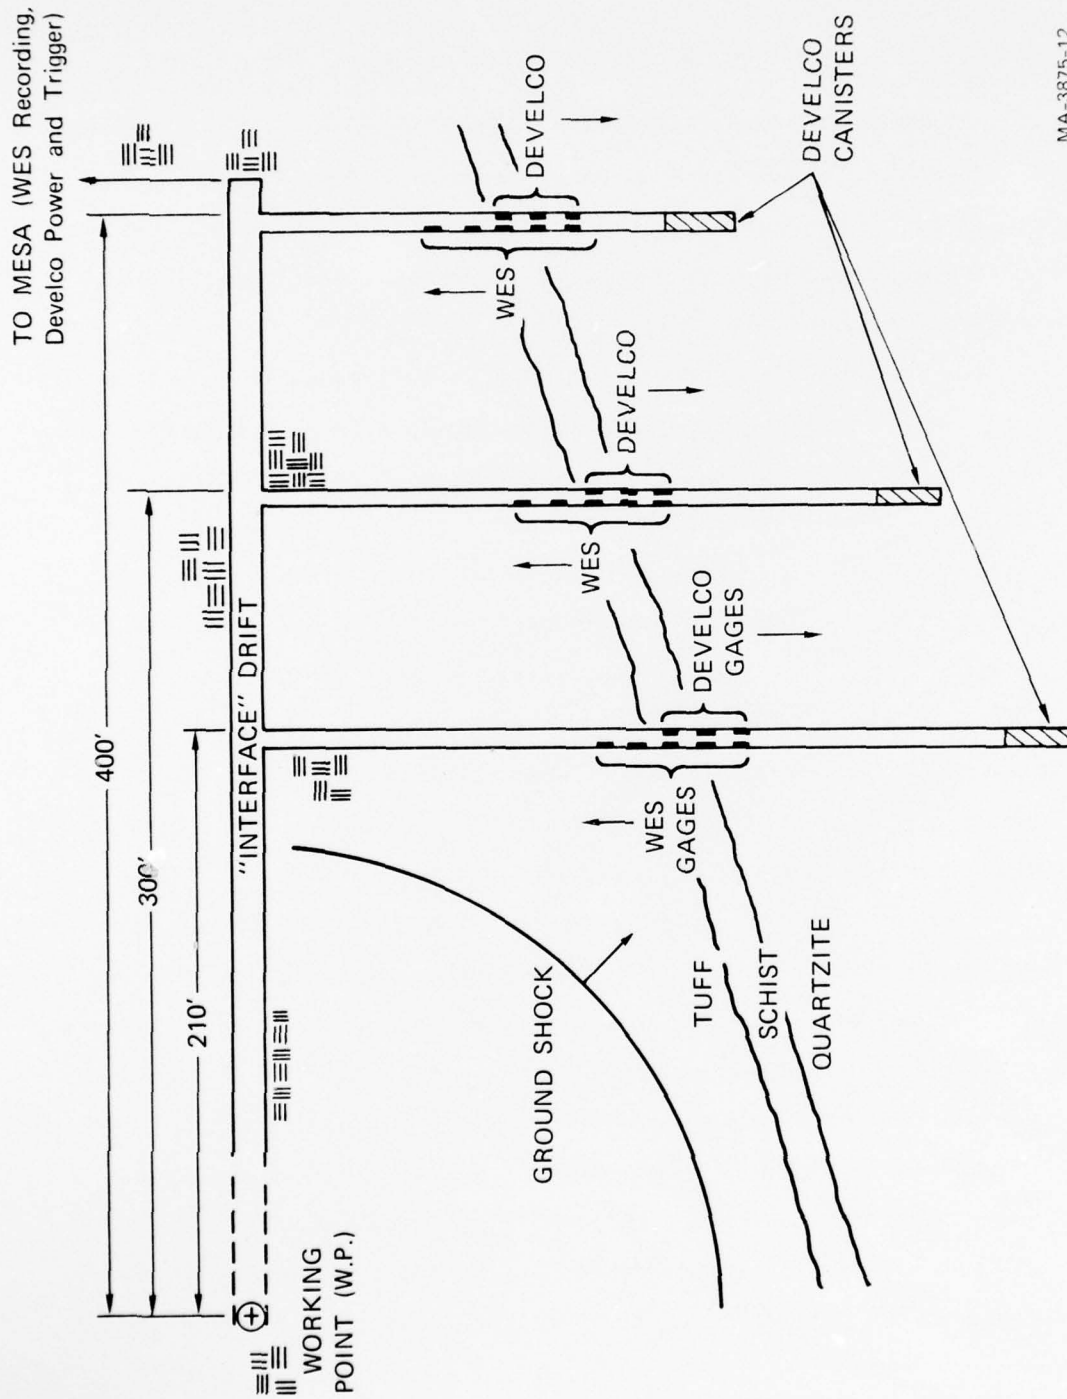 TO MESA (WES Recording,
Develco Power and Trigger)
400′
300′
210′
"INTERFACE" DRIFT
WORKING
POINT (W.P.)
GROUND SHOCK
WES
GAGES
DEVELCO
GAGES
WES
DEVELCO
WES
DEVELCO
TUFF
SCHIST
QUARTZITE
DEVELCO
CANISTERS
MA-3875-12